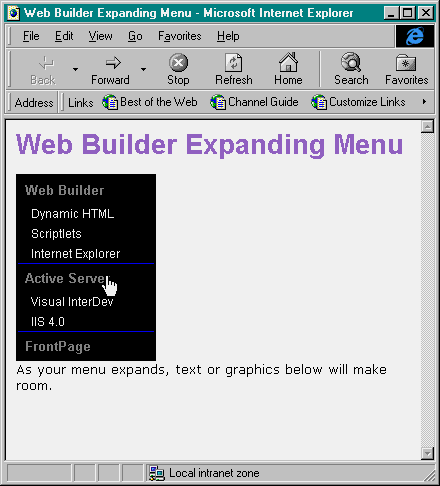 Web Builder Expanding Menu - Microsoft Internet Explorer
File Edit View Go Favorites Help
Back Forward Stop Refresh Home Search Favorites
Address Links Best of the Web Channel Guide Customize Links
Web Builder Expanding Menu
Web Builder
Dynamic HTML
Scriptlets
Internet Explorer
Active Server
Visual InterDev
IIS 4.0
FrontPage
As your menu expands, text or graphics below will make
room.
Local intranet zone